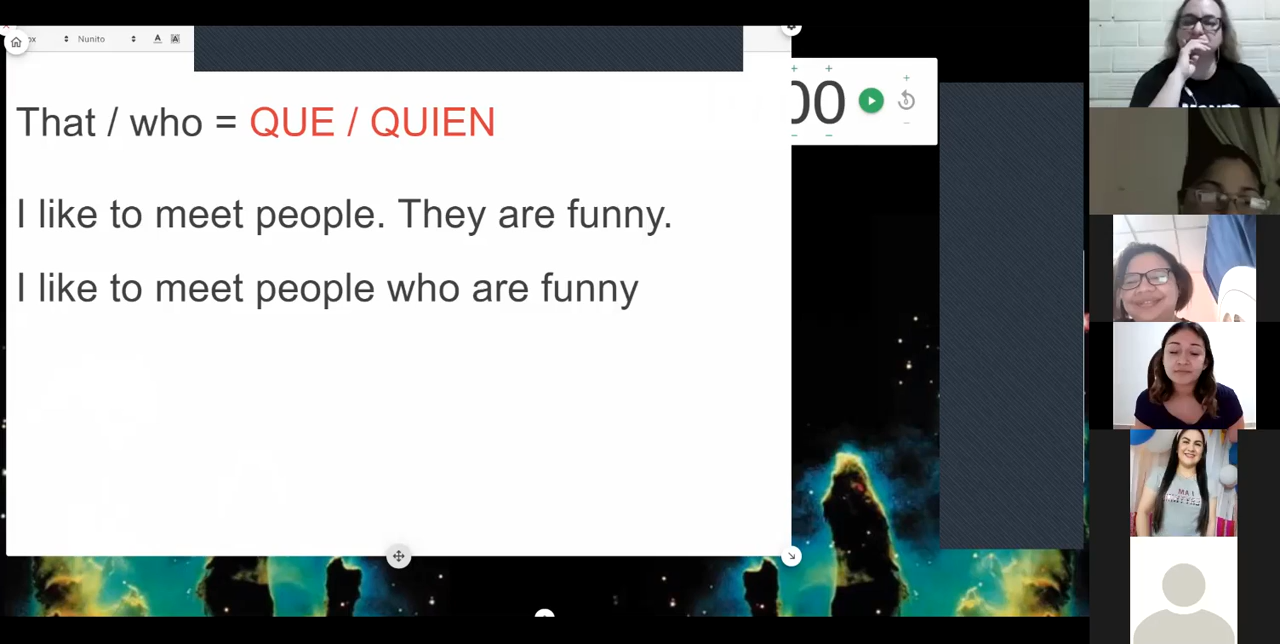 Nunito
A
A
00
That / who = QUE / QUIEN
I like to meet people. They are funny.
I like to meet people who are funny